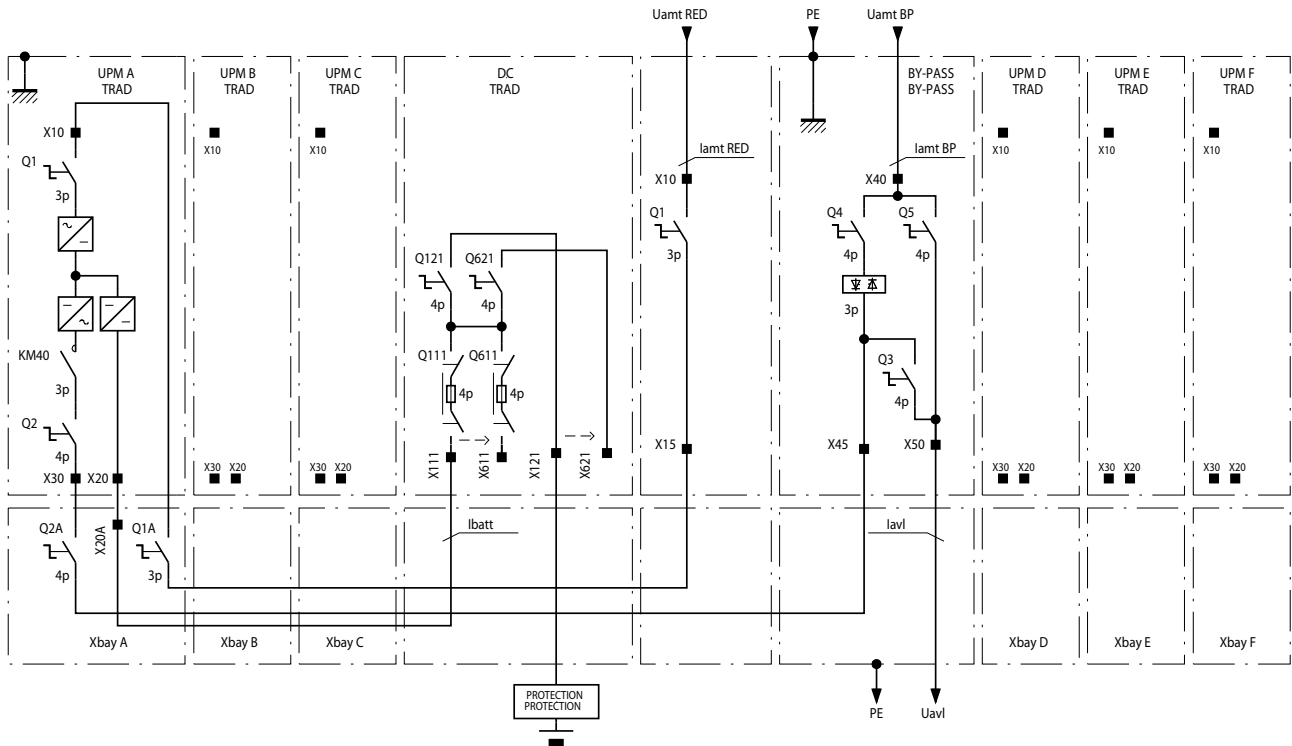 Uamt RED
PE
Uamt BP
UPM A
TRAD
UPM B
TRAD
UPM C
TRAD
DC
TRAD
BY-PASS
BY-PASS
UPM D
TRAD
UPM E
TRAD
UPM F
TRAD
X10
X10
X10
X10
X10
X10
Iamt RED
Iamt BP
Q1
3p
X10
X40
Q1
3p
Q4
4p
Q5
4p
Q121
4p
Q621
4p
3p
KM40
3p
Q111
4p
Q611
4p
Q3
4p
Q2
4p
X15
X45
X50
X111
X611
X121
X621
X30
X20
X30
X20
X30
X20
X30
X20
X30
X20
X30
X20
Q2A
4p
X20A
Q1A
3p
Ibatt
Iavl
Xbay A
Xbay B
Xbay C
Xbay D
Xbay E
Xbay F
PROTECTION
PROTECTION
PE
Uavl